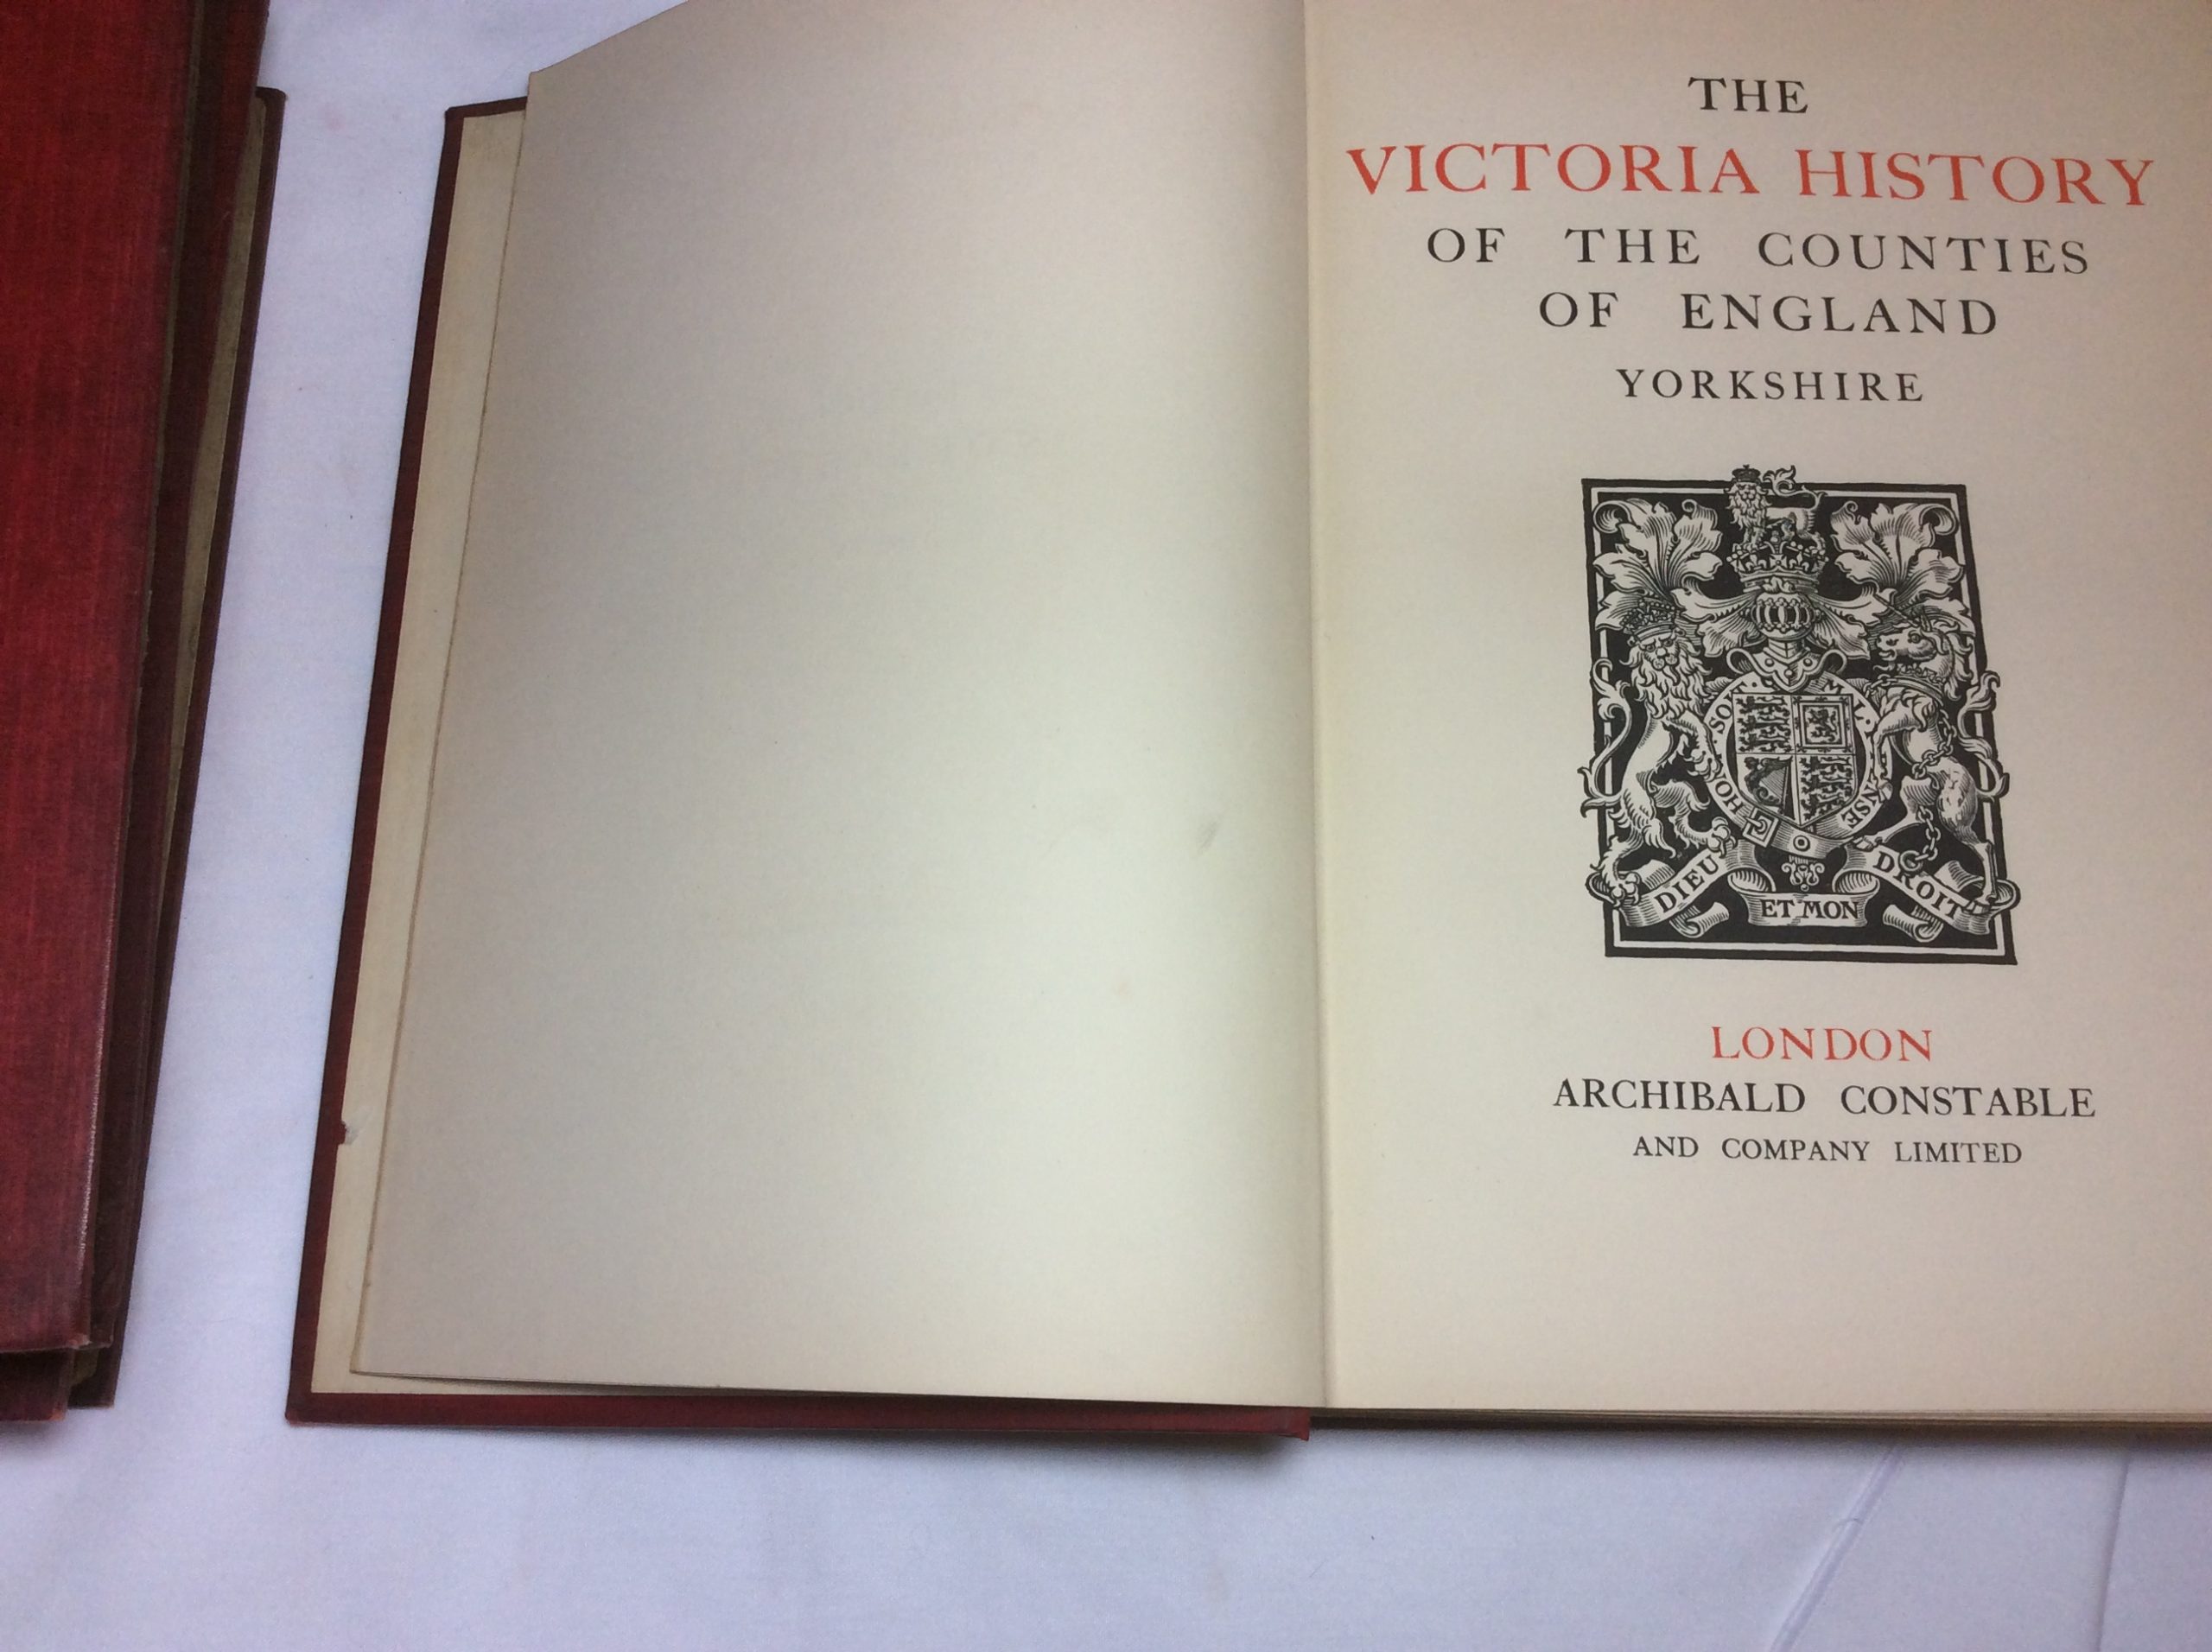 THE
VICTORIA HISTORY
OF THE COUNTIES
OF ENGLAND
YORKSHIRE
DIEU ET MON DROIT
LONDON
ARCHIBALD CONSTABLE
AND COMPANY LIMITED